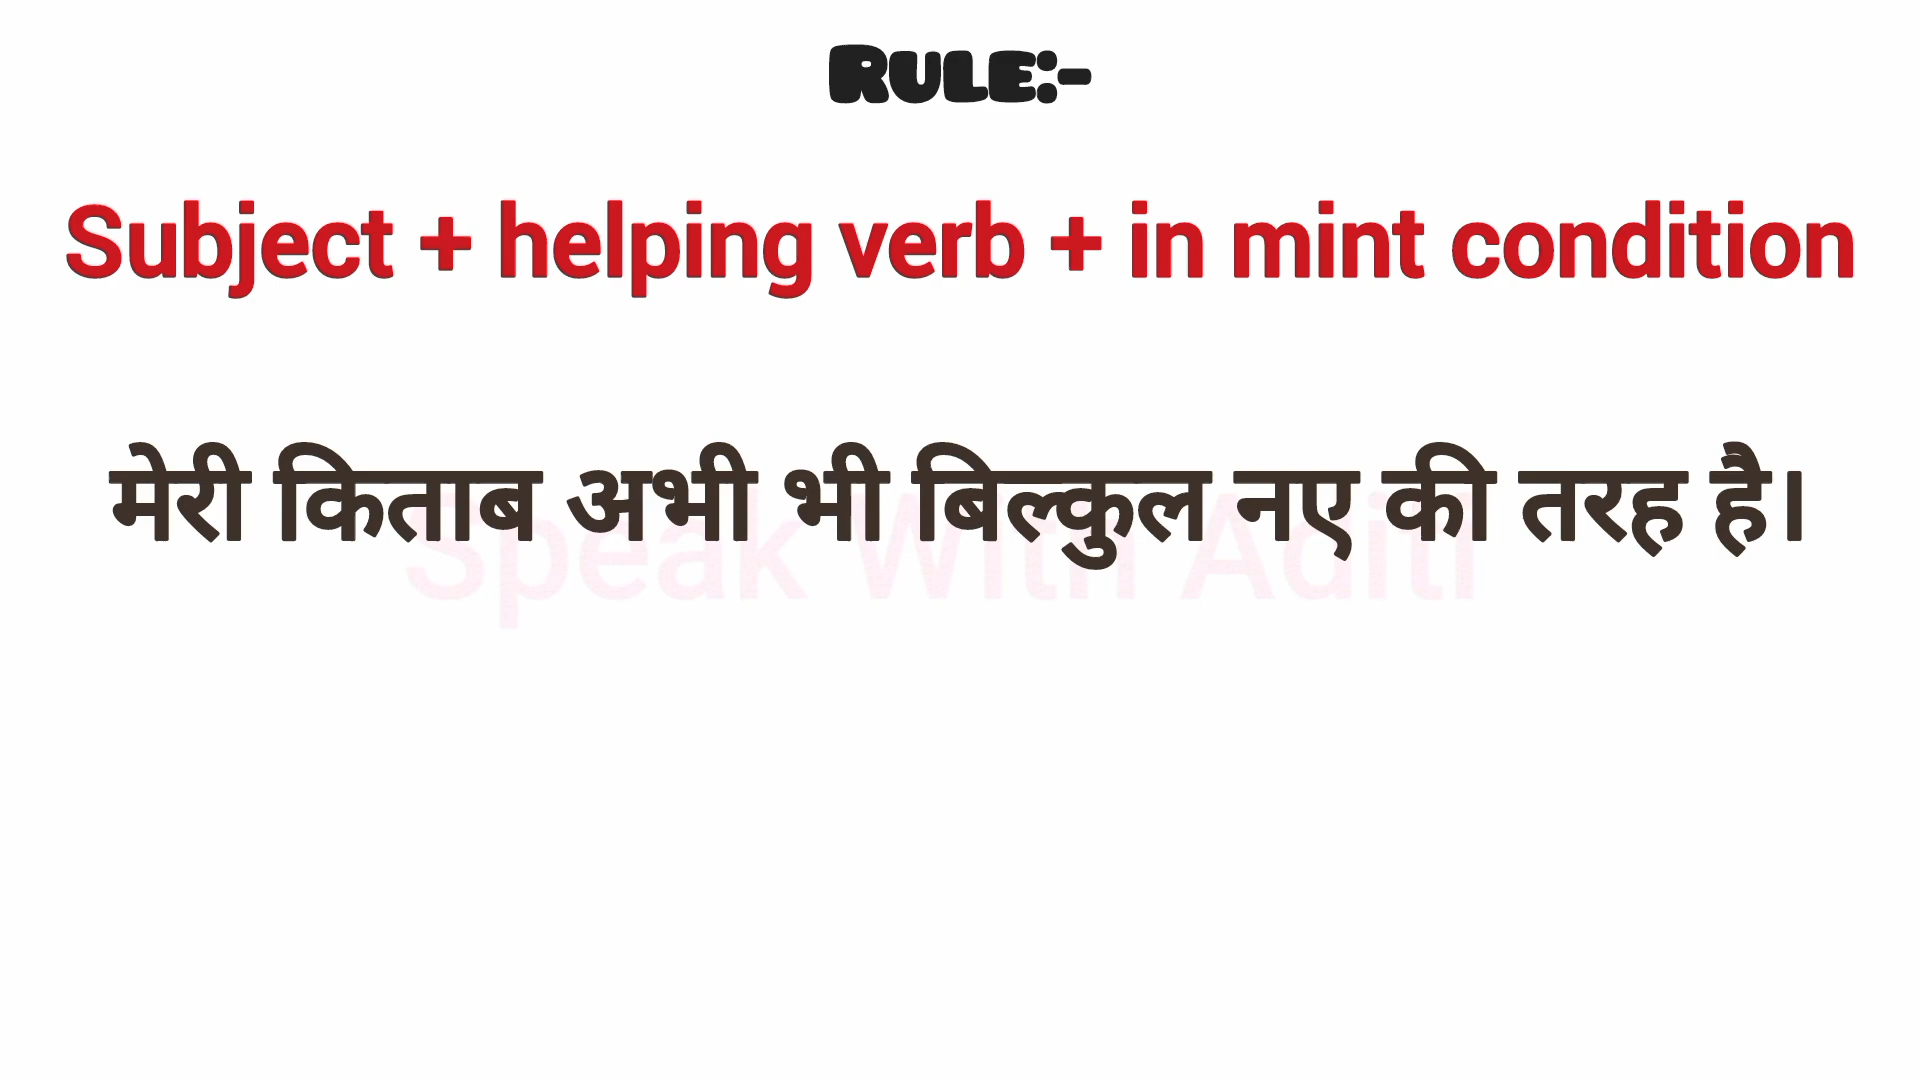 RULE:-
Subject + helping verb + in mint condition
मेरी किताब अभी भी बिल्कुल नए की तरह है।
Speak With Aditi